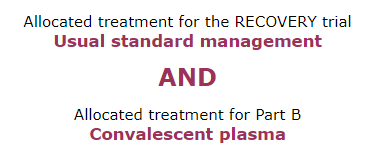 Allocated treatment for the RECOVERY trial
Usual standard management
AND
Allocated treatment for Part B
Convalescent plasma